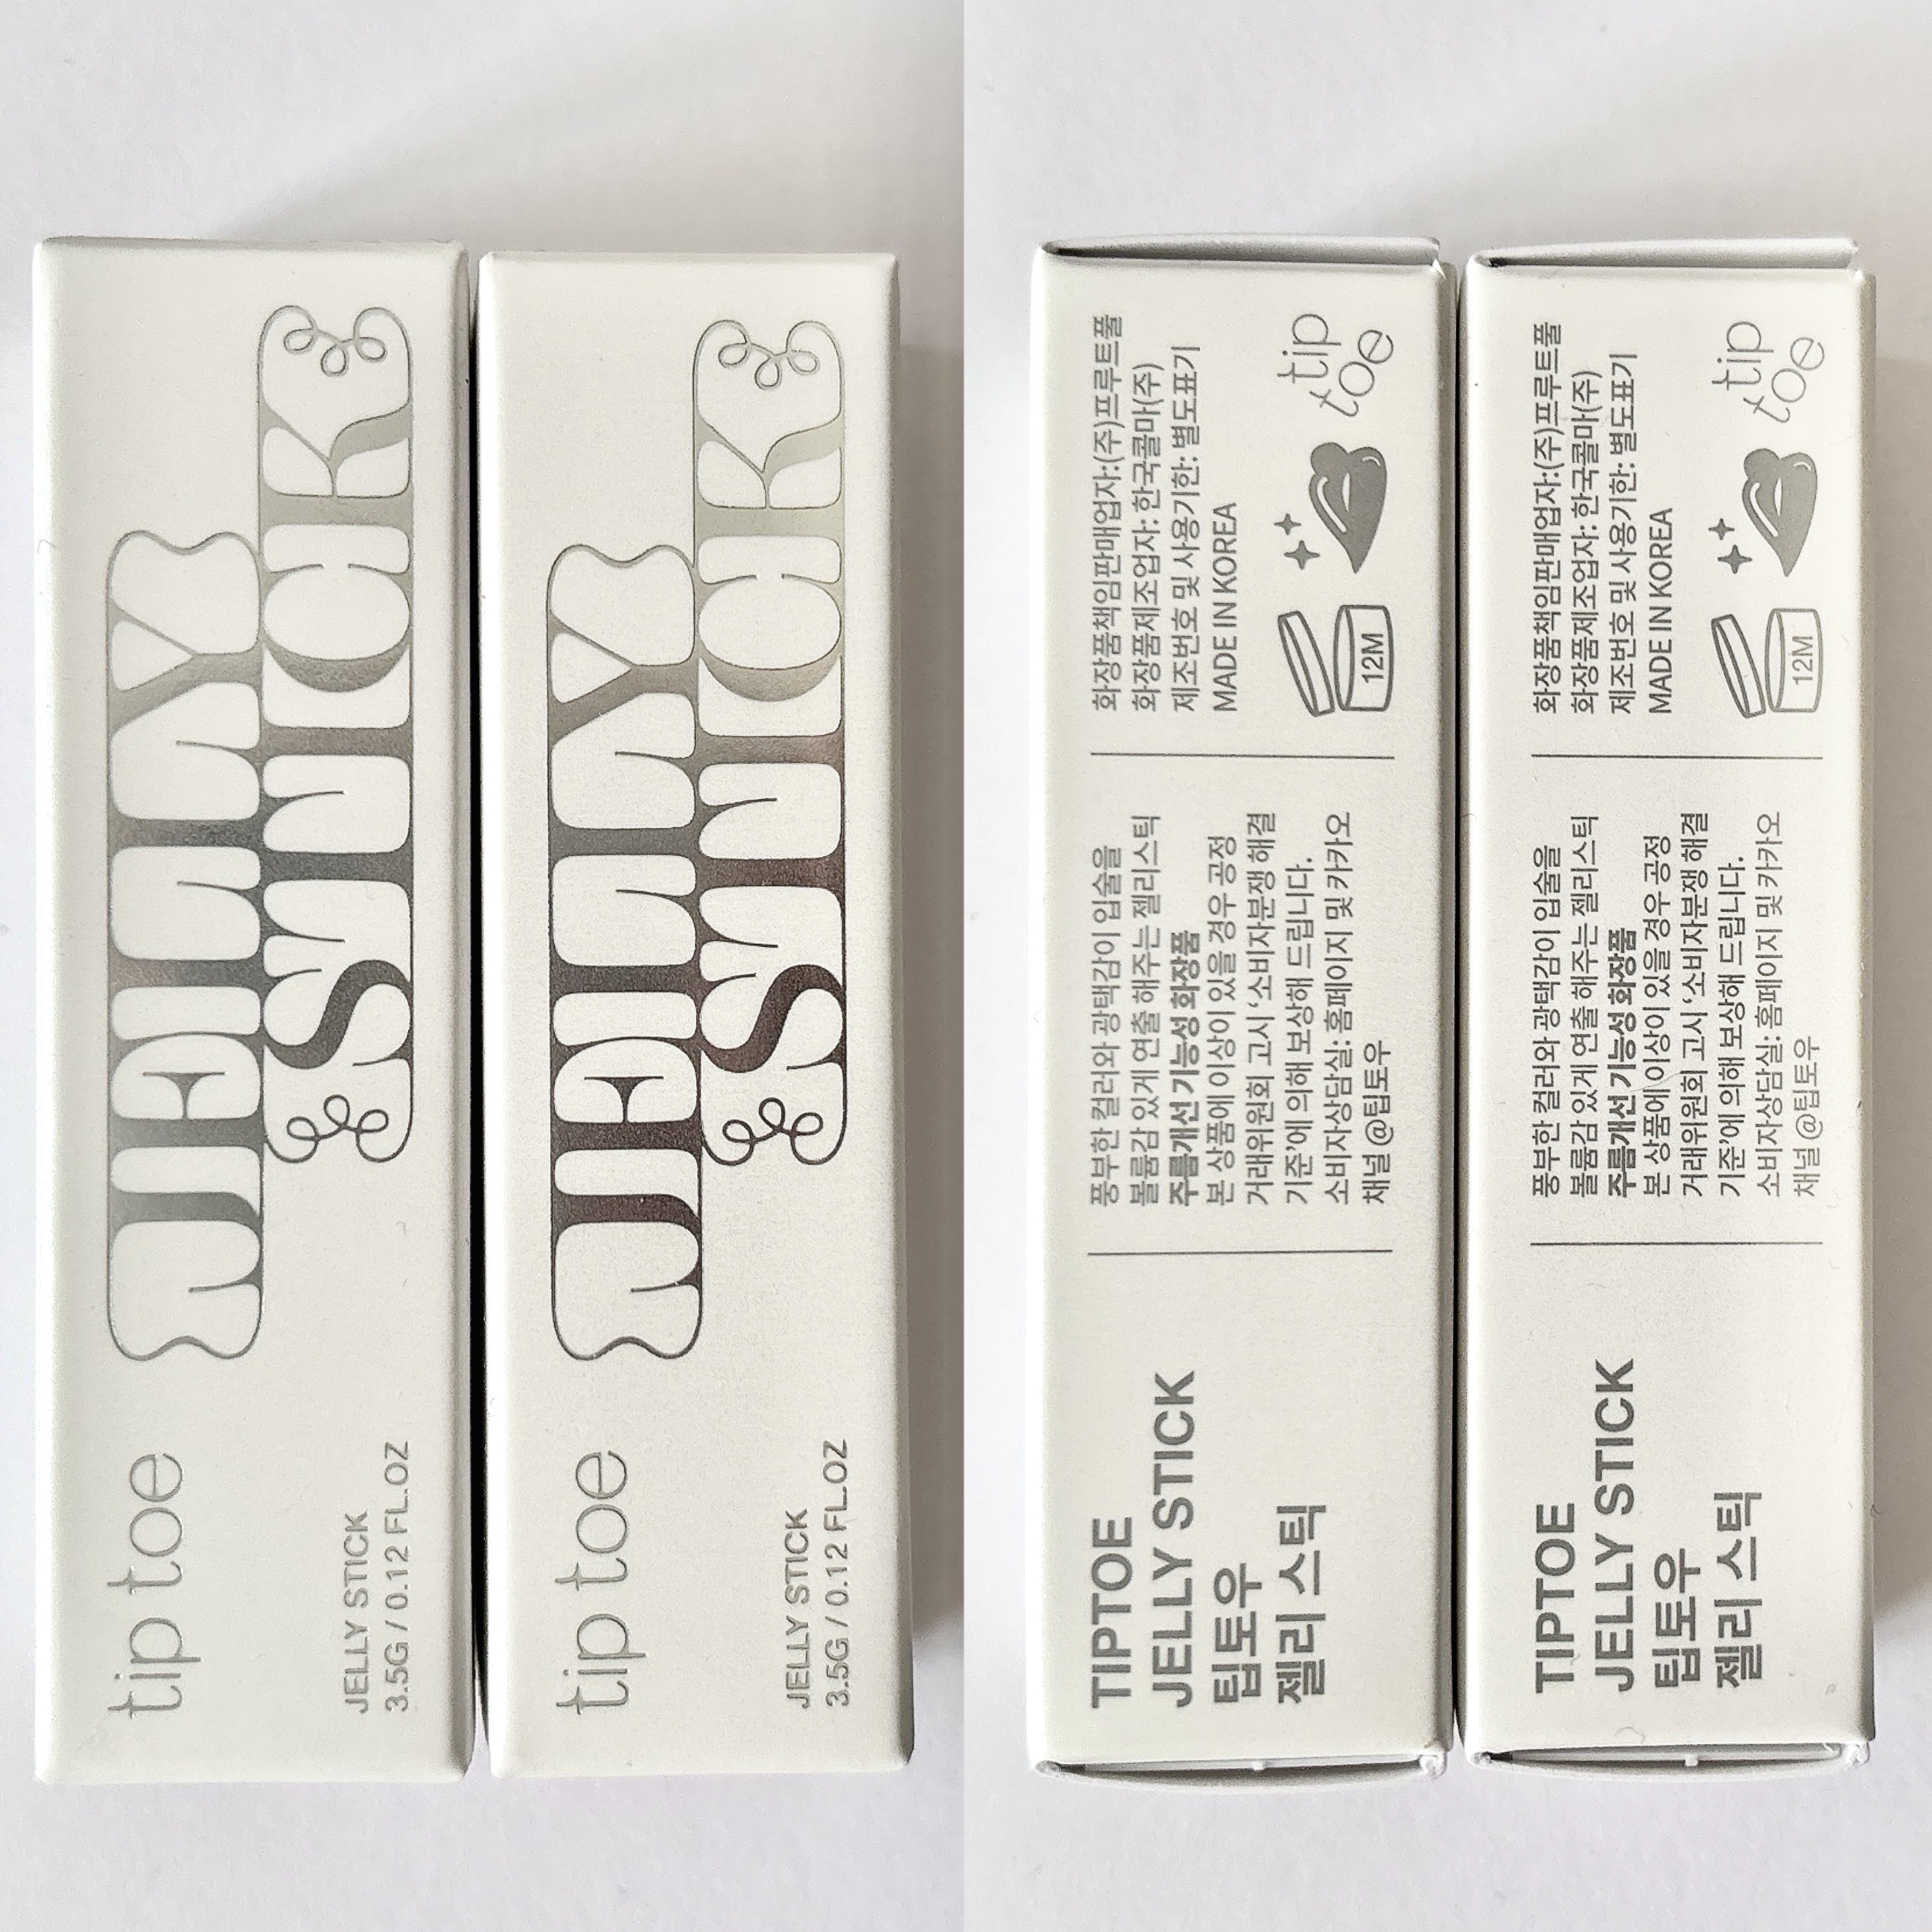 JELLY
STICK
tip toe
JELLY STICK
3.5G / 0.12 FL.OZ
JELLY
STICK
tip toe
JELLY STICK
3.5G / 0.12 FL.OZ
TIPTOE
JELLY STICK
팁토우
젤리 스틱
풍부한 컬러와 광택감이 입술을
볼륨감 있게 연출 해주는 젤리스틱
주름개선 기능성 화장품
본 상품에 이상이 있을 경우 공정
거래위원회 고시 ‘소비자분쟁 해결
기준’에 의해 보상해 드립니다.
소비자상담실: 홈페이지 및 카카오
채널 @팁토우
화장품책임판매업자:(주)프루트풀
화장품제조업자: 한국콜마(주)
제조번호 및 사용기한: 별도표기
MADE IN KOREA
12M
tip
toe
TIPTOE
JELLY STICK
팁토우
젤리 스틱
풍부한 컬러와 광택감이 입술을
볼륨감 있게 연출 해주는 젤리스틱
주름개선 기능성 화장품
본 상품에 이상이 있을 경우 공정
거래위원회 고시 ‘소비자분쟁 해결
기준’에 의해 보상해 드립니다.
소비자상담실: 홈페이지 및 카카오
채널 @팁토우
화장품책임판매업자:(주)프루트풀
화장품제조업자: 한국콜마(주)
제조번호 및 사용기한: 별도표기
MADE IN KOREA
12M
tip
toe